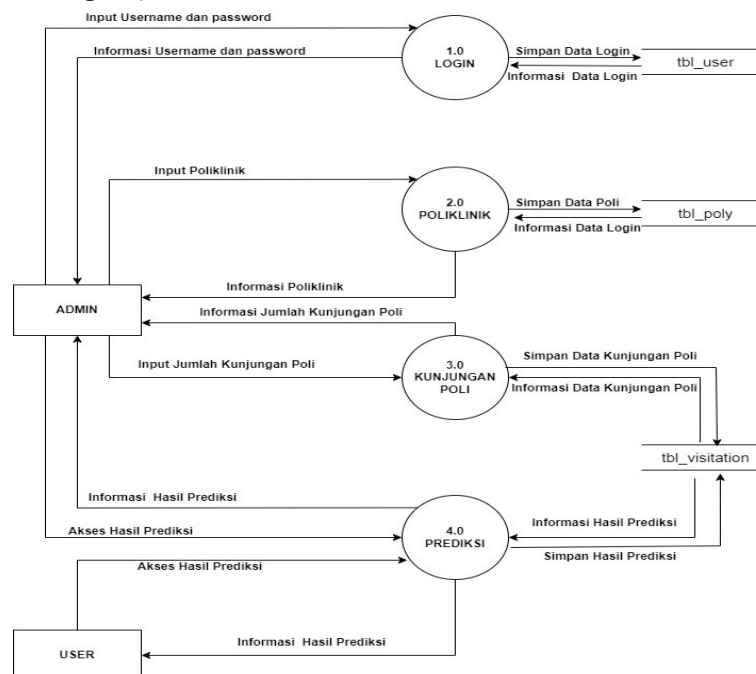 Input Username dan password
Informasi Username dan password
1.0
LOGIN
Simpan Data Login
Informasi Data Login
tbl_user
Input Poliklinik
2.0
POLIKLINIK
Simpan Data Poli
Informasi Data Login
tbl_poly
Informasi Poliklinik
ADMIN
Informasi Jumlah Kunjungan Poli
Input Jumlah Kunjungan Poli
3.0
KUNJUNGAN
POLI
Simpan Data Kunjungan Poli
Informasi Data Kunjungan Poli
tbl_visitation
Informasi Hasil Prediksi
Akses Hasil Prediksi
4.0
PREDIKSI
Informasi Hasil Prediksi
Simpan Hasil Prediksi
Akses Hasil Prediksi
Informasi Hasil Prediksi
USER